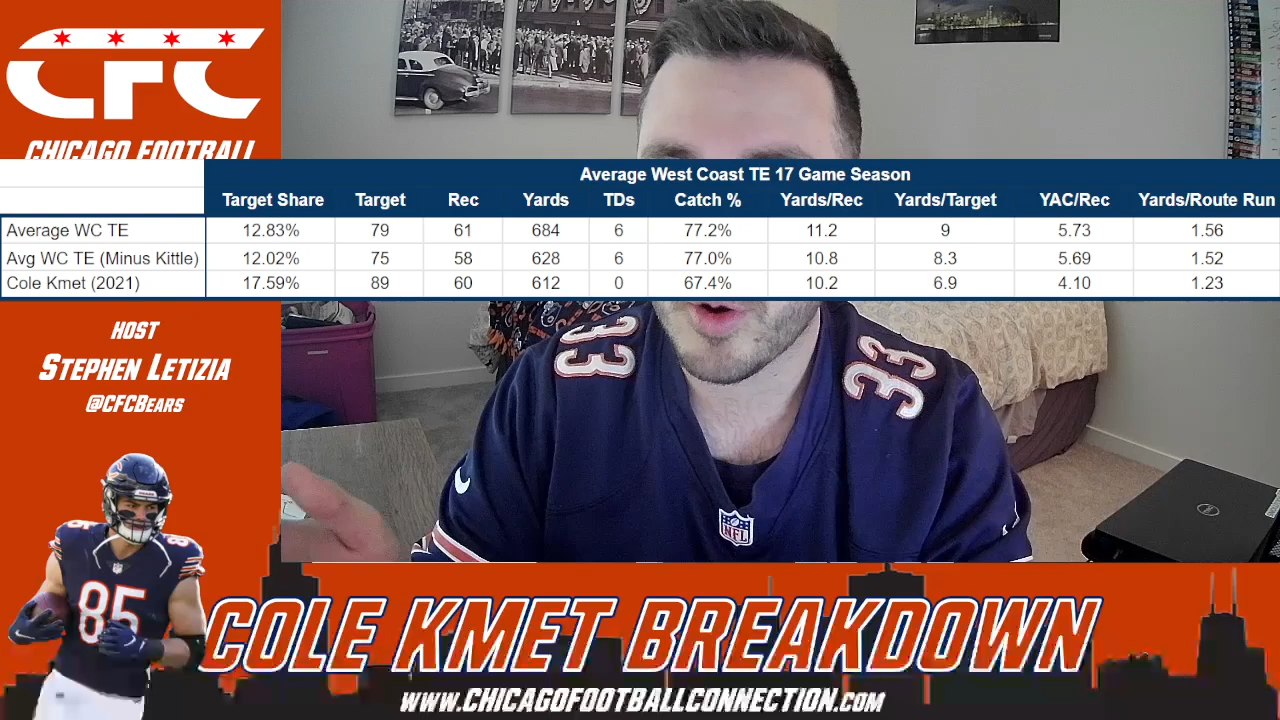 CFC
CHICAGO FOOTBALL
Average West Coast TE 17 Game Season
Target Share Target Rec Yards TDs Catch % Yards/Rec Yards/Target YAC/Rec Yards/Route Run
Average WC TE 12.83% 79 61 684 6 77.2% 11.2 9 5.73 1.56
Avg WC TE (Minus Kittle) 12.02% 75 58 628 6 77.0% 10.8 8.3 5.69 1.52
Cole Kmet (2021) 17.59% 89 60 612 0 67.4% 10.2 6.9 4.10 1.23
HOST
STEPHEN LETIZIA
@CFCBEARS
33 33
NFL
DELL
85
85
COLE KMET BREAKDOWN
WWW.CHICAGOFOOTBALLCONNECTION.COM